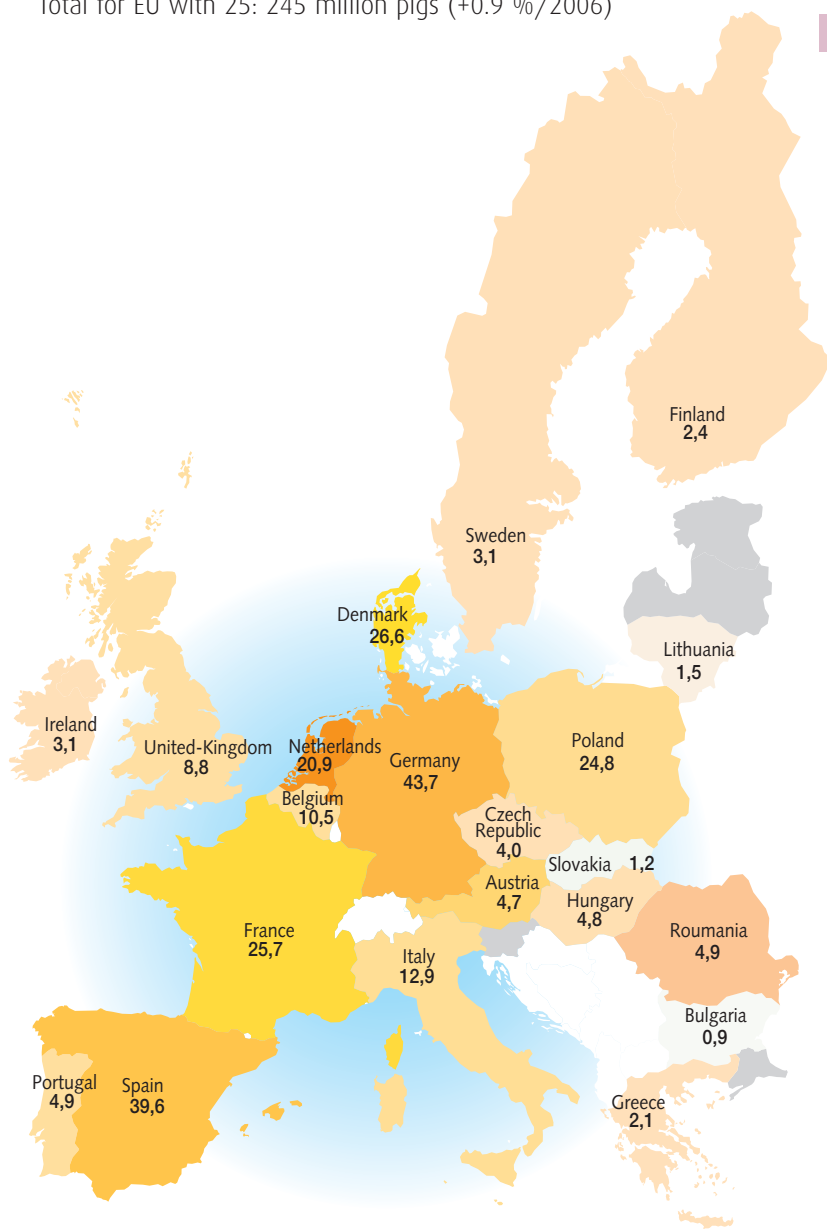 Total for EU with 25: 245 million pigs (+0.9 %/2006)
Finland
2,4
Sweden
3,1
Denmark
26,6
Lithuania
1,5
Ireland
3,1
United-Kingdom
8,8
Netherlands
20,9
Germany
43,7
Poland
24,8
Belgium
10,5
Czech
Republic
4,0
Slovakia 1,2
Austria
4,7
Hungary
4,8
France
25,7
Italy
12,9
Roumania
4,9
Bulgaria
0,9
Portugal
4,9
Spain
39,6
Greece
2,1